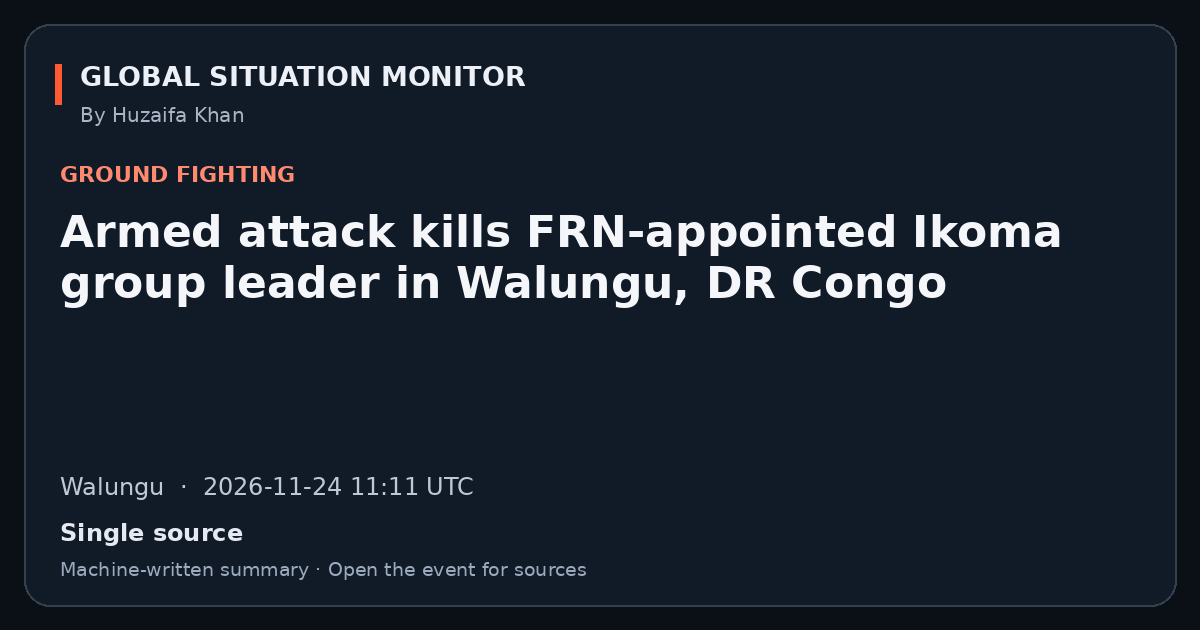 GLOBAL SITUATION MONITOR
By Huzaifa Khan
GROUND FIGHTING
Armed attack kills FRN-appointed Ikoma
group leader in Walungu, DR Congo
Walungu · 2026-11-24 11:11 UTC
Single source
Machine-written summary · Open the event for sources